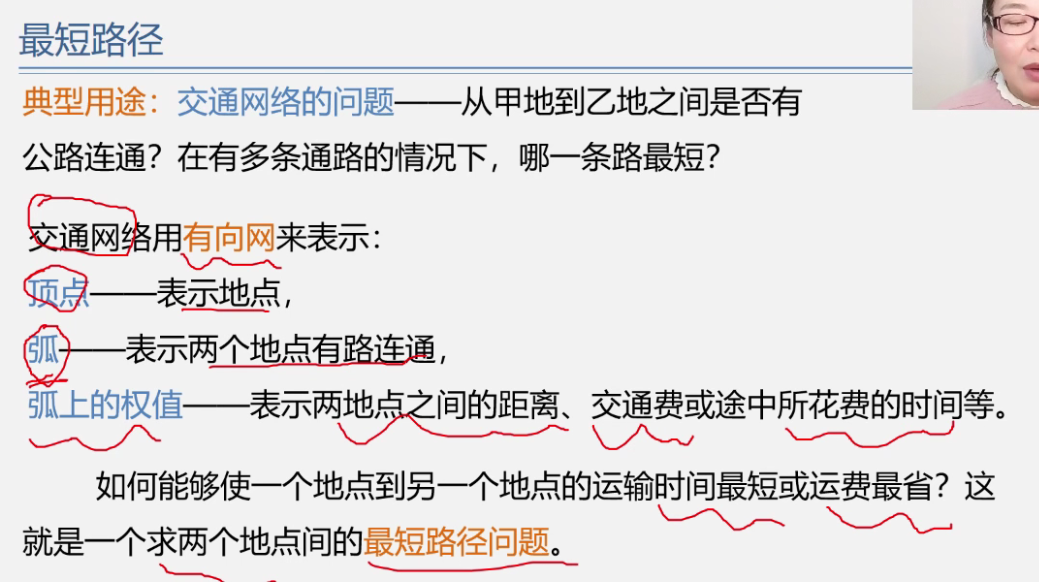 最短路径
典型用途：交通网络的问题——从甲地到乙地之间是否有
公路连通？在有多条通路的情况下，哪一条路最短？
交通网络用有向网来表示：
顶点——表示地点，
弧——表示两个地点有路连通，
弧上的权值——表示两地点之间的距离、交通费或途中所花费的时间等。
如何能够使一个地点到另一个地点的运输时间最短或运费最省？这
就是一个求两个地点间的最短路径问题。